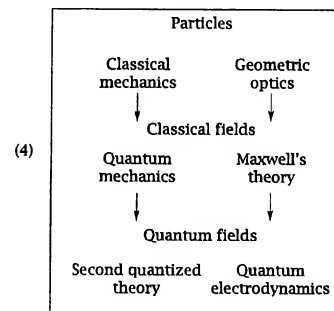 Particles
Classical mechanics
Geometric optics
Classical fields
(4)
Quantum mechanics
Maxwell's theory
Quantum fields
Second quantized theory
Quantum electrodynamics